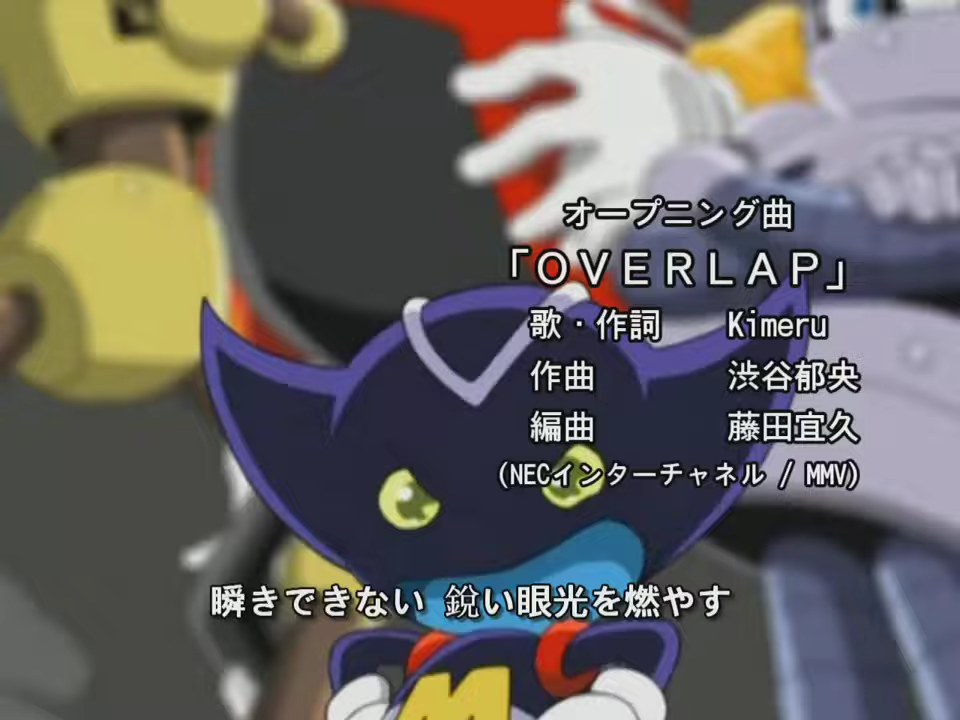 オープニング曲
「ＯＶＥＲＬＡＰ」
歌・作詞 Kimeru
作曲 渋谷郁央
編曲 藤田宜久
(NECインターチャネル / MMV)
瞬きできない 鋭い眼光を燃やす